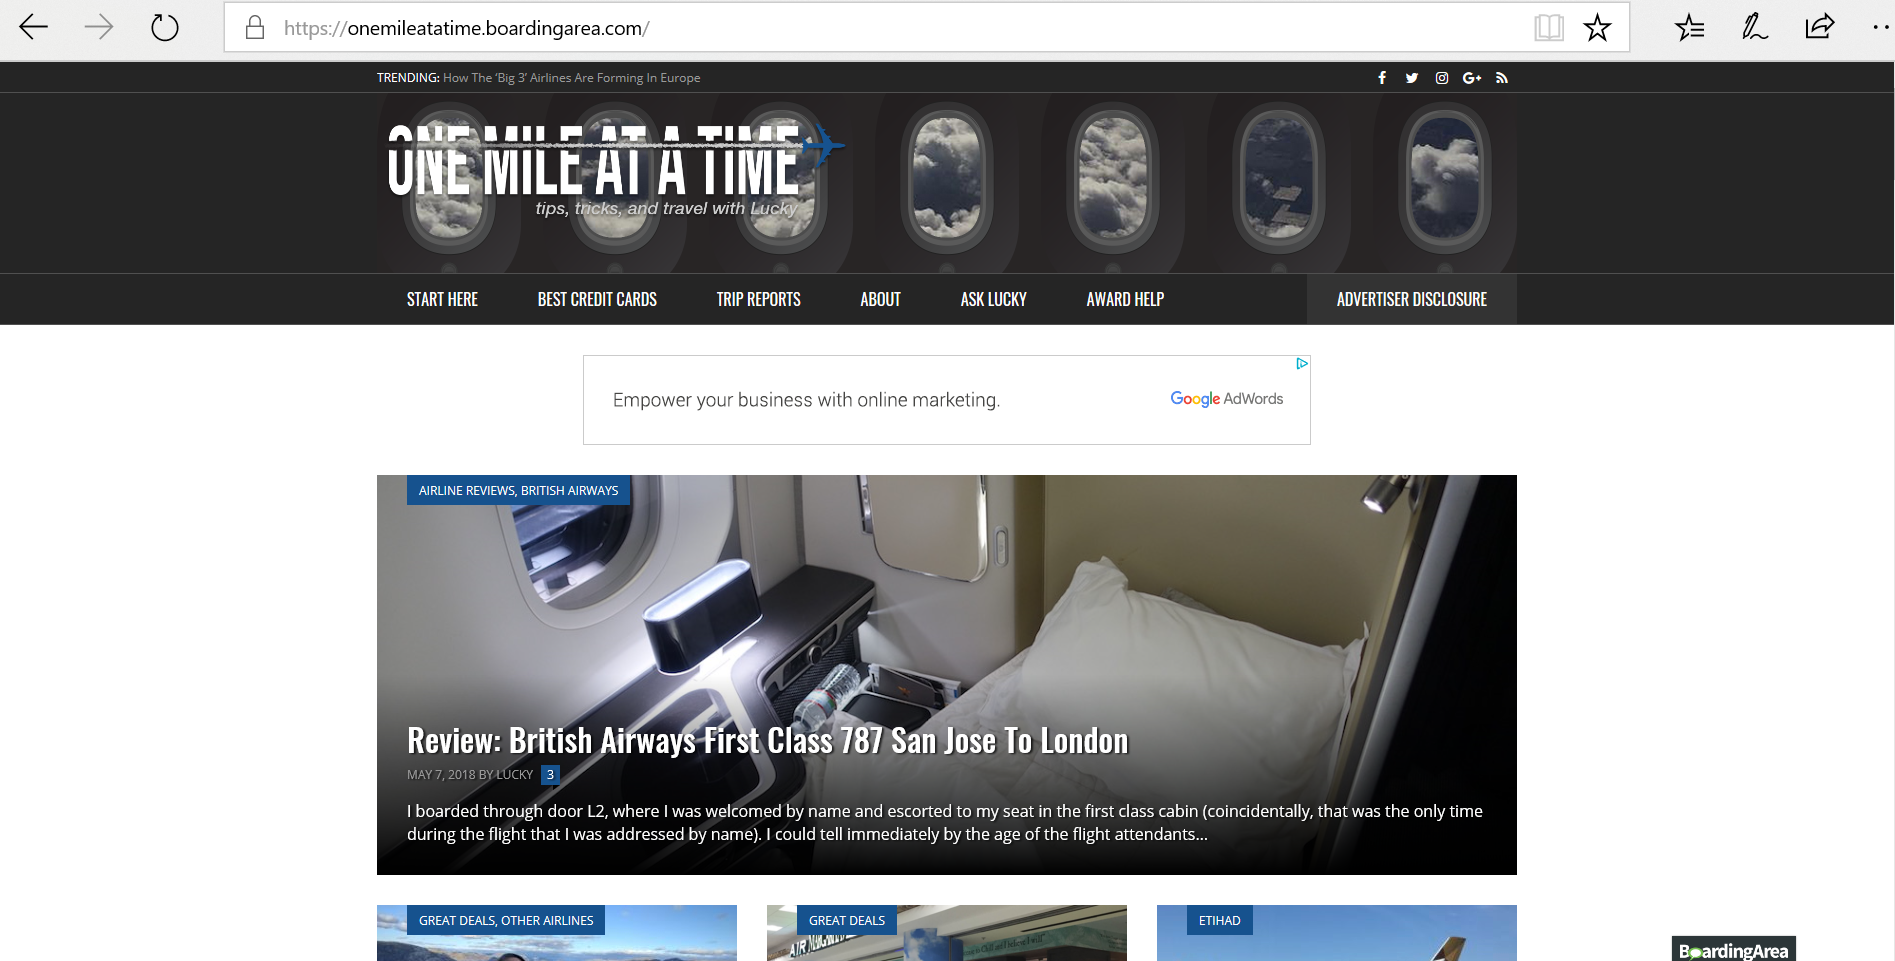 https://onemileatatime.boardingarea.com/
TRENDING: How The ‘Big 3’ Airlines Are Forming In Europe
ONE MILE AT A TIME
tips, tricks, and travel with Lucky
START HERE BEST CREDIT CARDS TRIP REPORTS ABOUT ASK LUCKY AWARD HELP ADVERTISER DISCLOSURE
Empower your business with online marketing. Google AdWords
AIRLINE REVIEWS, BRITISH AIRWAYS
Review: British Airways First Class 787 San Jose To London
MAY 7, 2018 BY LUCKY 3
I boarded through door L2, where I was welcomed by name and escorted to my seat in the first class cabin (coincidentally, that was the only time
during the flight that I was addressed by name). I could tell immediately by the age of the flight attendants...
GREAT DEALS, OTHER AIRLINES GREAT DEALS ETIHAD
BoardingArea